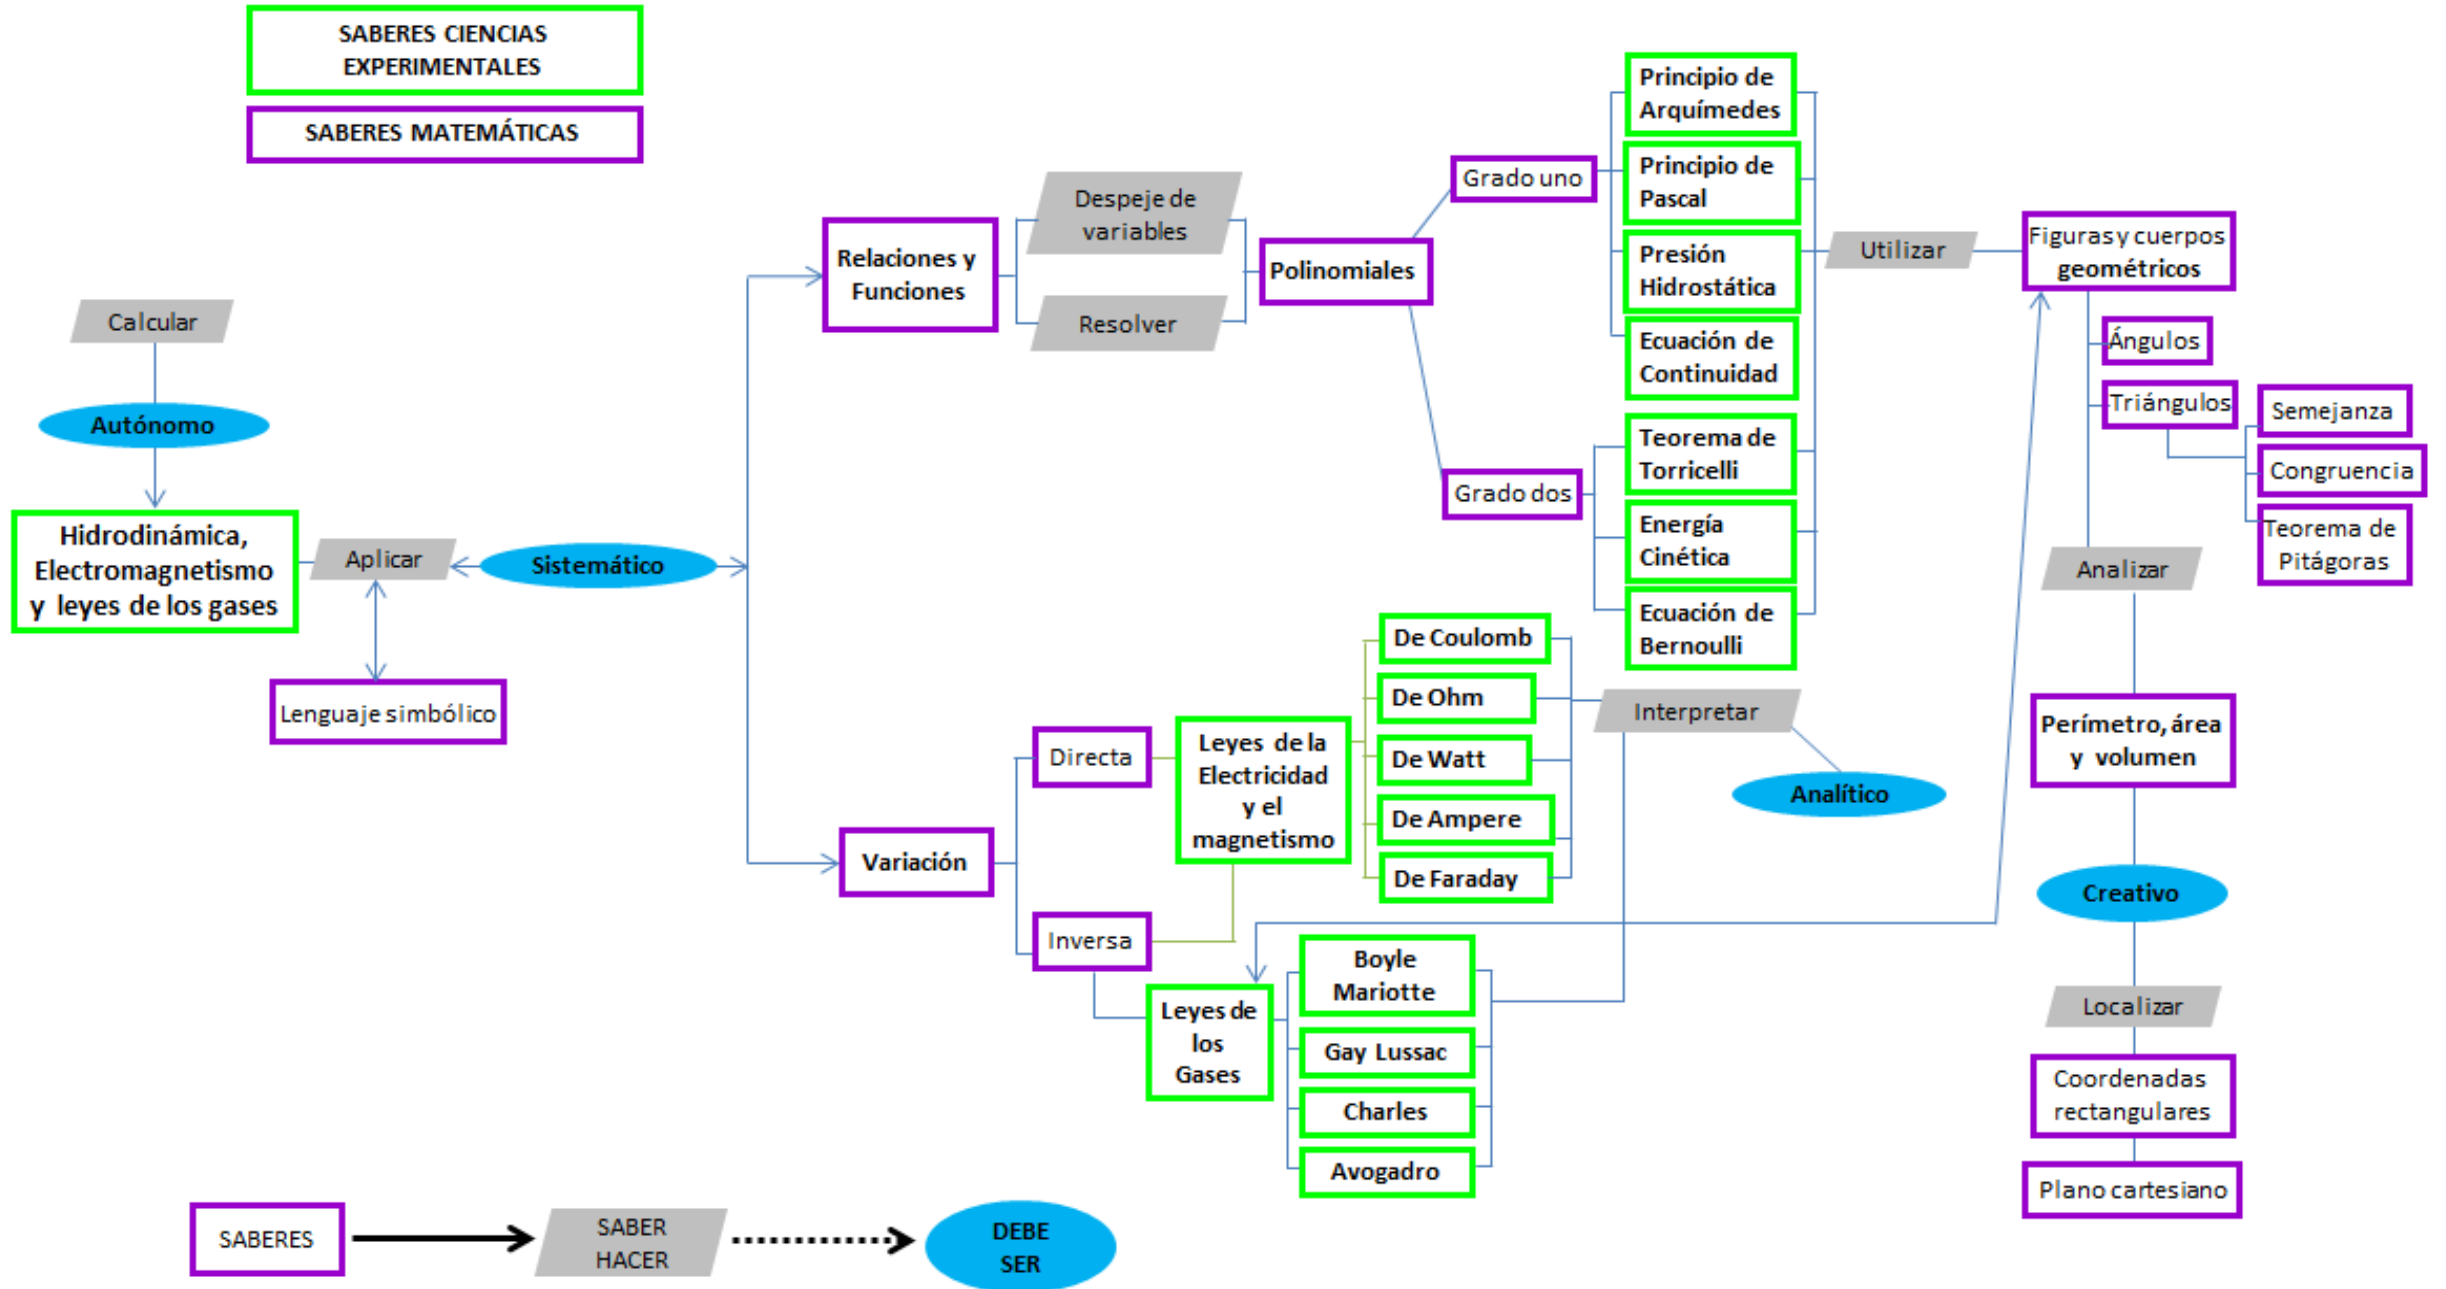 SABERES CIENCIAS
EXPERIMENTALES
SABERES MATEMÁTICAS
Calcular
Autónomo
Hidrodinámica,
Electromagnetismo
y leyes de los gases
Aplicar
Lenguaje simbólico
Sistemático
Relaciones y
Funciones
Despeje de
variables
Resolver
Polinomiales
Grado uno
Grado dos
Principio de
Arquímedes
Principio de
Pascal
Presión
Hidrostática
Ecuación de
Continuidad
Teorema de
Torricelli
Energía
Cinética
Ecuación de
Bernoulli
Utilizar
Figuras y cuerpos
geométricos
Ángulos
Triángulos
Semejanza
Congruencia
Teorema de
Pitágoras
Analizar
Perímetro, área
y volumen
Creativo
Localizar
Coordenadas
rectangulares
Plano cartesiano
Variación
Directa
Inversa
Leyes de la
Electricidad
y el
magnetismo
De Coulomb
De Ohm
De Watt
De Ampere
De Faraday
Interpretar
Analítico
Leyes de
los
Gases
Boyle
Mariotte
Gay Lussac
Charles
Avogadro
SABERES
SABER
HACER
DEBE
SER